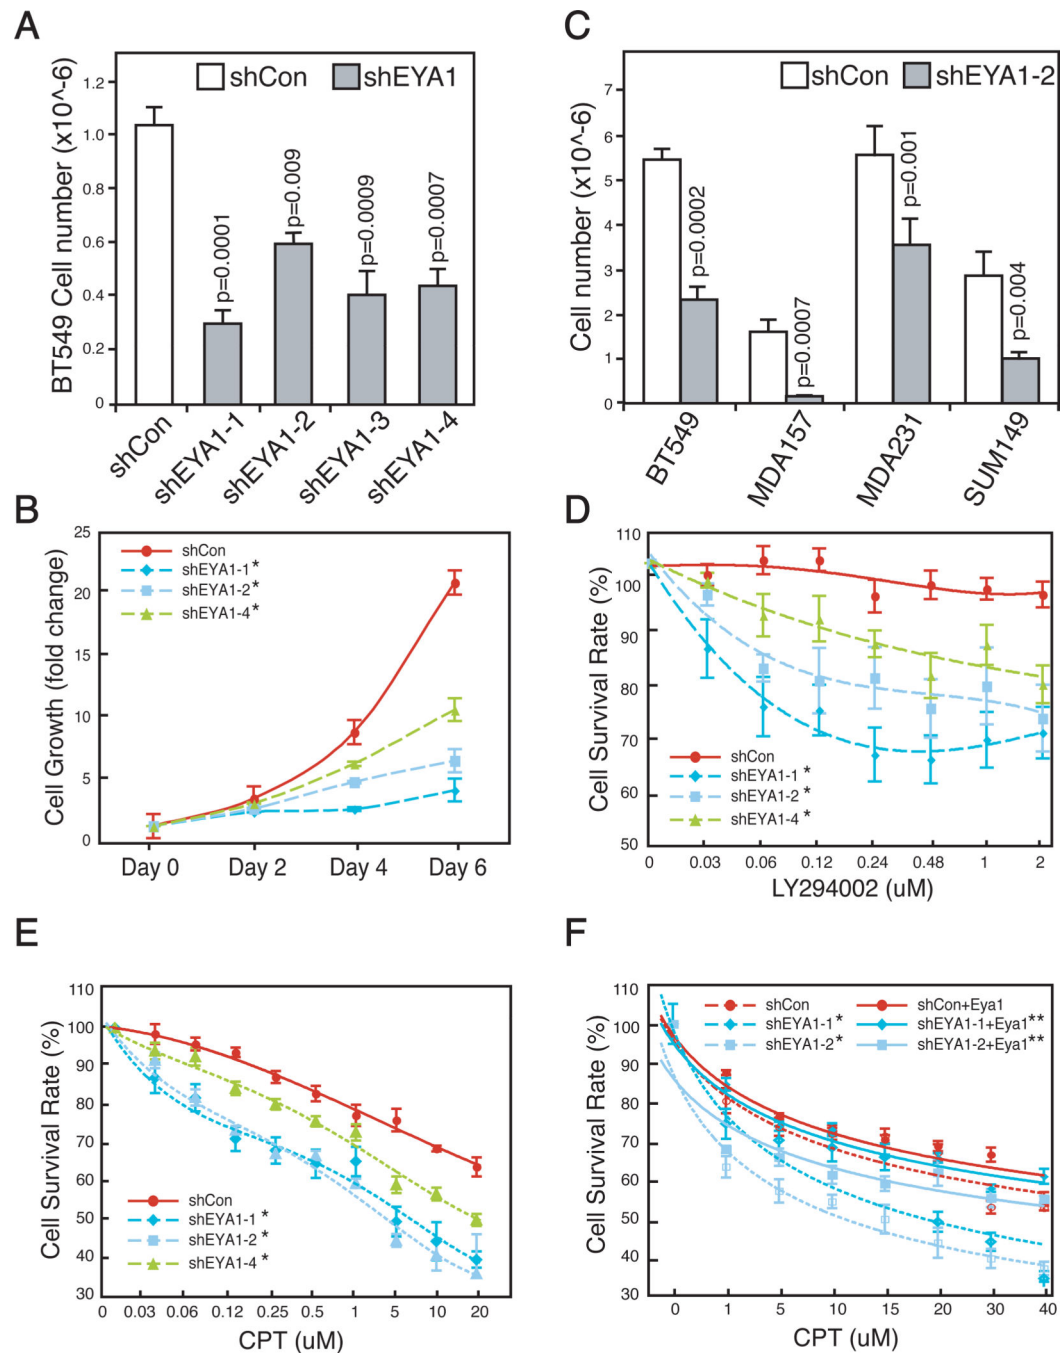 A
BT549 Cell number (x10^-6)
1.2
1.0
0.8
0.6
0.4
0.2
0
shCon shEYA1
p=0.0001
p=0.009
p=0.0009
p=0.0007
shCon
shEYA1-1
shEYA1-2
shEYA1-3
shEYA1-4
C
Cell number (x10^-6)
7
6
5
4
3
2
1
0
shCon shEYA1-2
p=0.0002
p=0.0007
p=0.001
p=0.004
BT549
MDA157
MDA231
SUM149
B
Cell Growth (fold change)
25
20
15
10
5
0
shCon
shEYA1-1*
shEYA1-2*
shEYA1-4*
Day 0 Day 2 Day 4 Day 6
D
Cell Survival Rate (%)
110
100
90
80
70
60
50
shCon
shEYA1-1*
shEYA1-2*
shEYA1-4*
0 0.03 0.06 0.12 0.24 0.48 1 2
LY294002 (uM)
E
Cell Survival Rate (%)
110
100
90
80
70
60
50
40
30
shCon
shEYA1-1*
shEYA1-2*
shEYA1-4*
0 0.03 0.06 0.12 0.25 0.5 1 5 10 20
CPT (uM)
F
Cell Survival Rate (%)
110
100
90
80
70
60
50
40
30
shCon shCon+Eya1
shEYA1-1* shEYA1-1+Eya1**
shEYA1-2* shEYA1-2+Eya1**
0 1 5 10 15 20 30 40
CPT (uM)